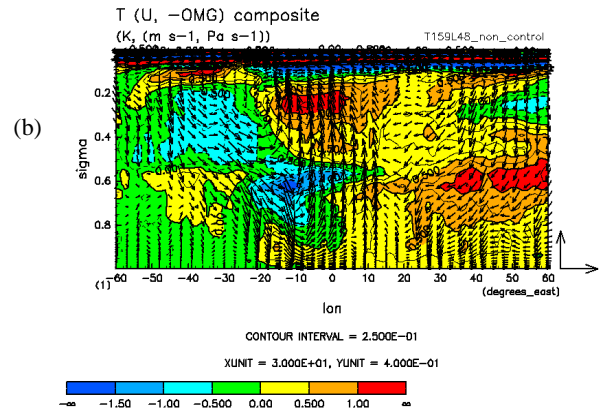 T (U, -OMG) composite
(K, (m s-1, Pa s-1)) T159L48_non_control
(b)
0.2
0.4
0.6
0.8
sigma
-60 -50 -40 -30 -20 -10 0 10 20 30 40 50 60
(1) (degrees_east)
lon
CONTOUR INTERVAL = 2.500E-01
XUNIT = 3.000E+01, YUNIT = 4.000E-01
-∞ -1.50 -1.00 -0.500 0.00 0.500 1.00 ∞